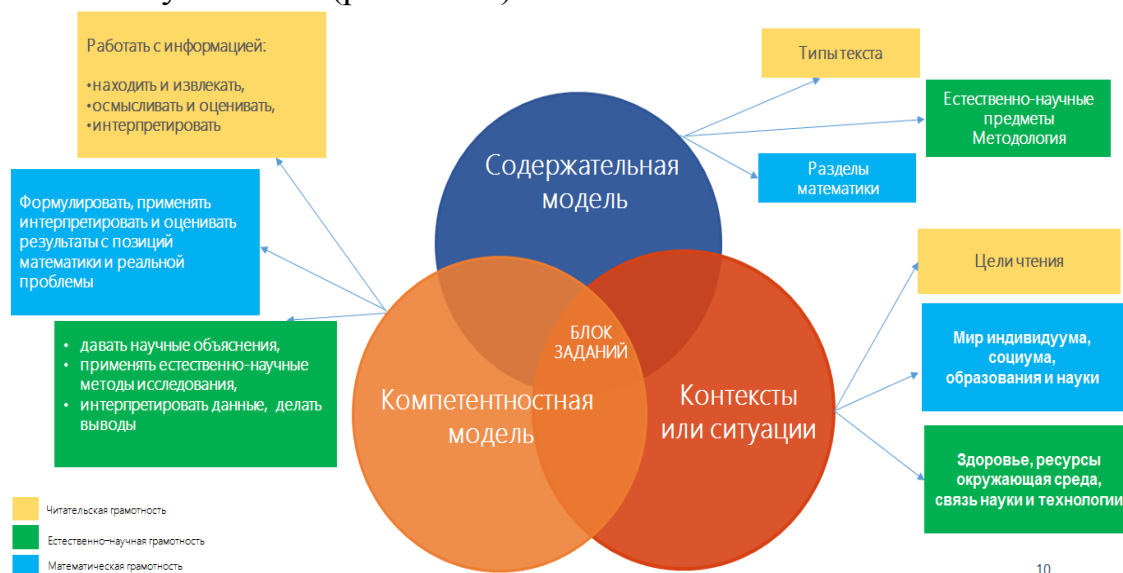 Работать с информацией:
•находить и извлекать,
•осмысливать и оценивать,
•интерпретировать
Типы текста
Естественно-научные
предметы
Методология
Содержательная
модель
Разделы
математики
Формулировать, применять
интерпретировать и оценивать
результаты с позиций
математики и реальной
проблемы
Цели чтения
БЛОК
ЗАДАНИЙ
• давать научные объяснения,
• применять естественно-научные
методы исследования,
• интерпретировать данные, делать
выводы
Мир индивидуума,
социума,
образования и науки
Компетентностная
модель
Контексты
или ситуации
Здоровье, ресурсы
окружающая среда,
связь науки и технологии
Читательская грамотность
Естественно-научная грамотность
Математическая грамотность
10